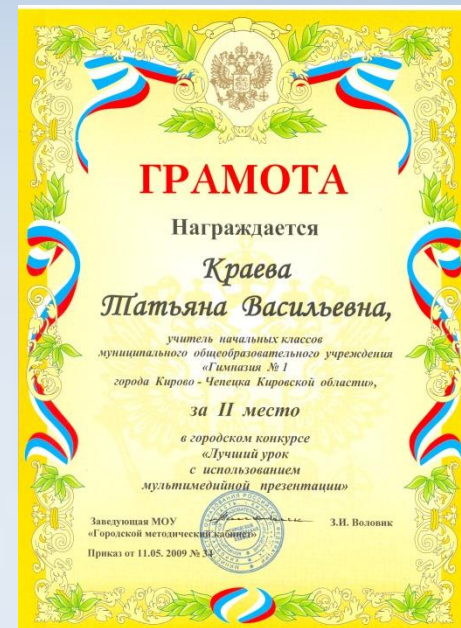 ГРАМОТА
Награждается
Краева
Татьяна Васильевна,
учитель начальных классов
муниципального общеобразовательного учреждения
«Гимназия № 1
города Кирово - Чепецка Кировской области»,
за II место
в городском конкурсе
«Лучший урок
с использованием
мультимедийной презентации»
Заведующая МОУ З.И. Воловик
«Городской методический кабинет»
Приказ от 11.05. 2009 № 34